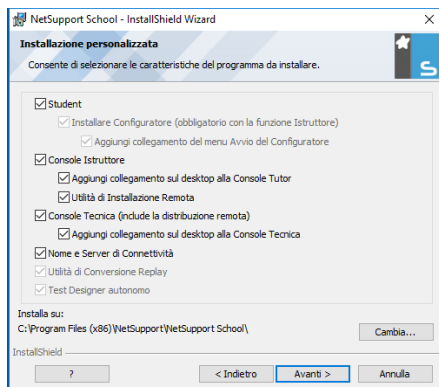 NetSupport School - InstallShield Wizard
Installazione personalizzata
Consente di selezionare le caratteristiche del programma da installare.
S
Student
Installare Configuratore (obbligatorio con la funzione Istruttore)
Aggiungi collegamento del menu Avvio del Configuratore
Console Istruttore
Aggiungi collegamento sul desktop alla Console Tutor
Utilità di Installazione Remota
Console Tecnica (include la distribuzione remota)
Aggiungi collegamento sul desktop alla Console Tecnica
Nome e Server di Connettività
Utilità di Conversione Replay
Test Designer autonomo
Installa su:
C:\Program Files (x86)\NetSupport\NetSupport School\
Cambia...
InstallShield
? < Indietro Avanti > Annulla